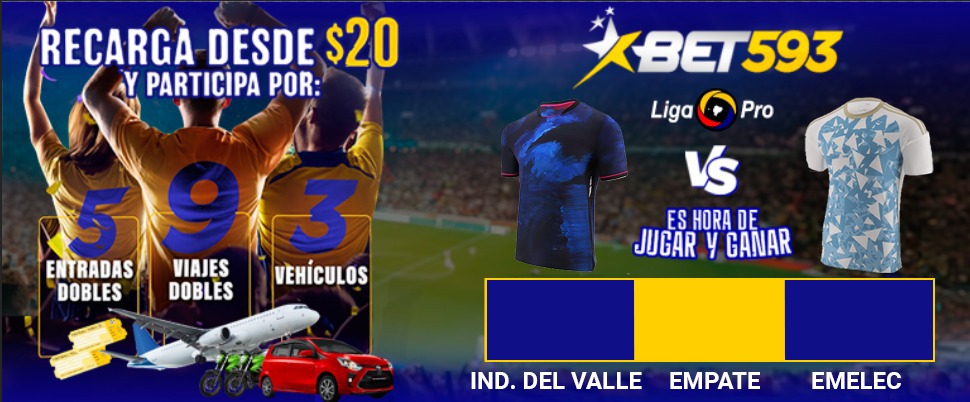 RECARGA DESDE $20
Y PARTICIPA POR:
5
9
3
ENTRADAS
DOBLES
VIAJES
DOBLES
VEHÍCULOS
XBET593
Liga Pro
VS
ES HORA DE
JUGAR Y GANAR
IND. DEL VALLE EMPATE EMELEC